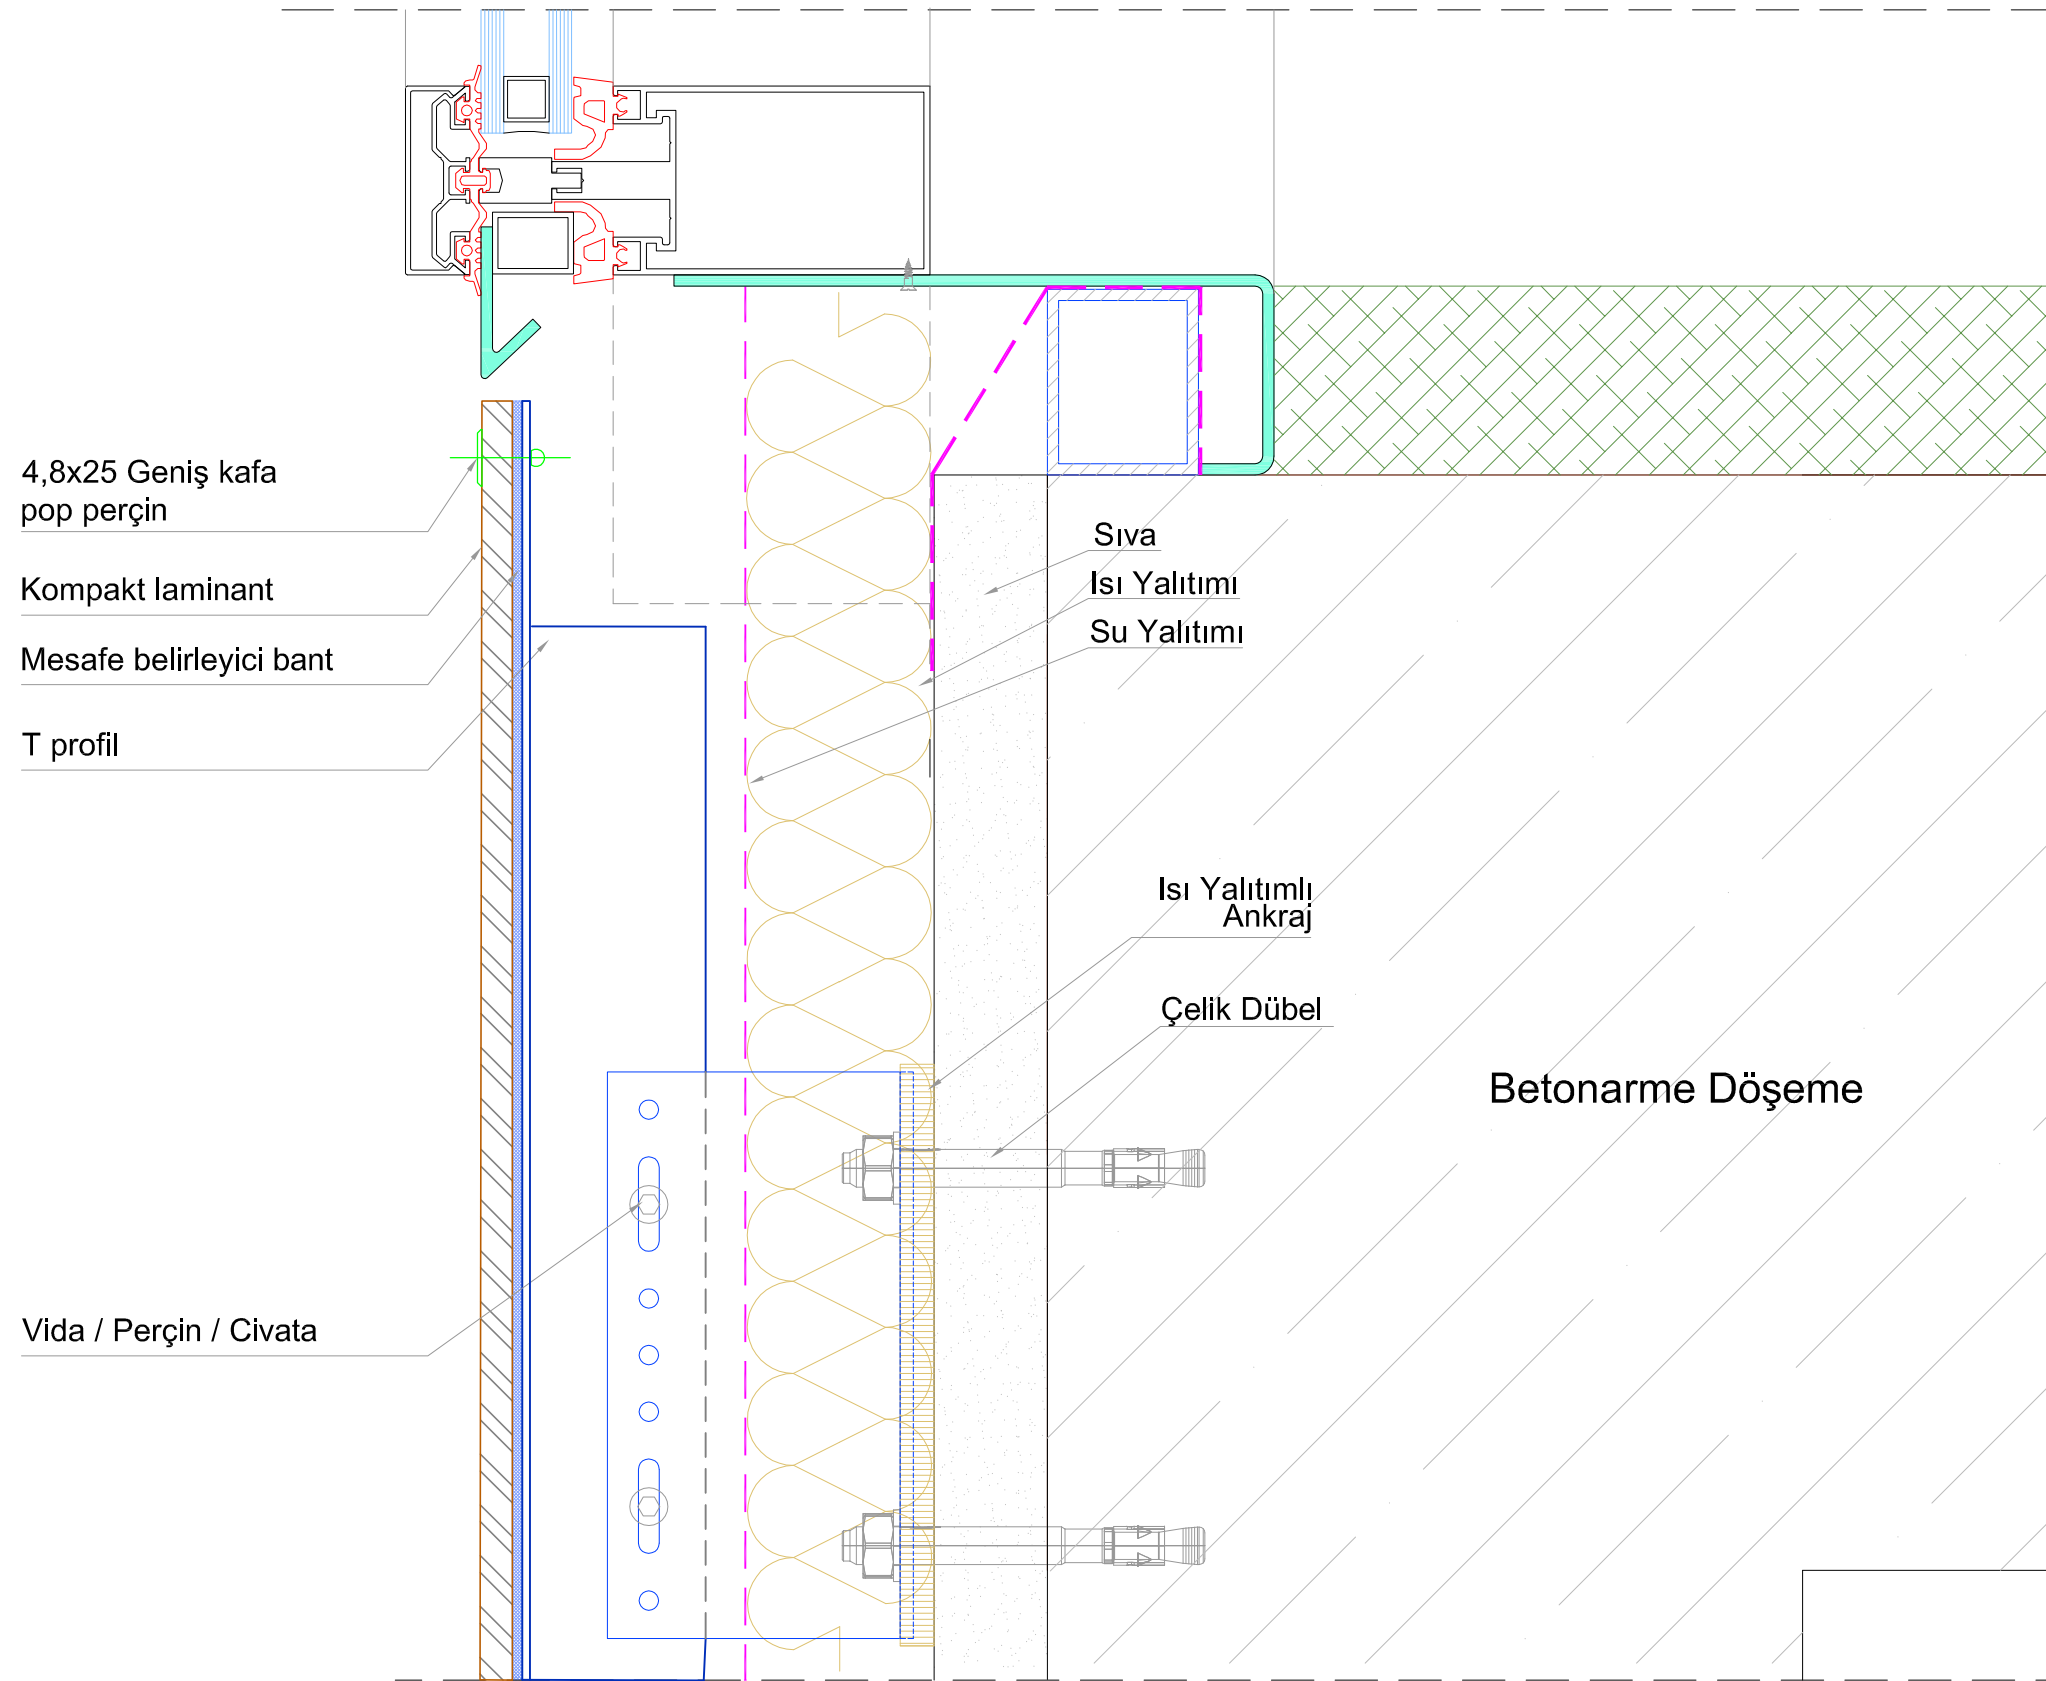 4,8x25 Geniş kafa
pop perçin
Kompakt laminant
Mesafe belirleyici bant
T profil
Vida / Perçin / Civata
Sıva
Isı Yalıtımı
Su Yalıtımı
Isı Yalıtımlı
Ankraj
Çelik Dübel
Betonarme Döşeme